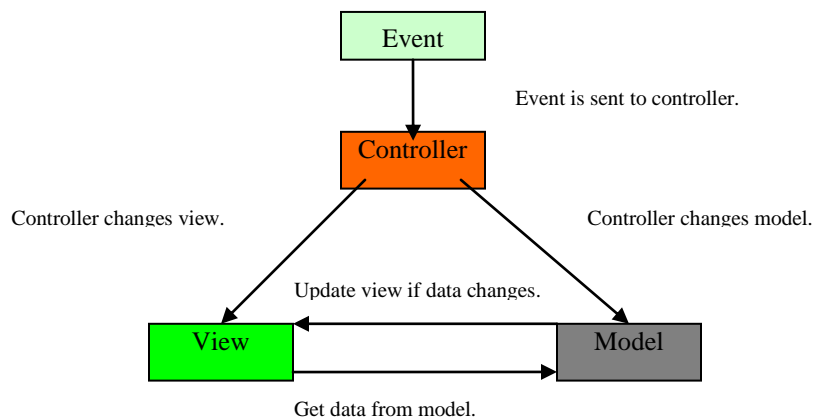 Event
Event is sent to controller.
Controller
Controller changes view.
Controller changes model.
Update view if data changes.
View
Model
Get data from model.